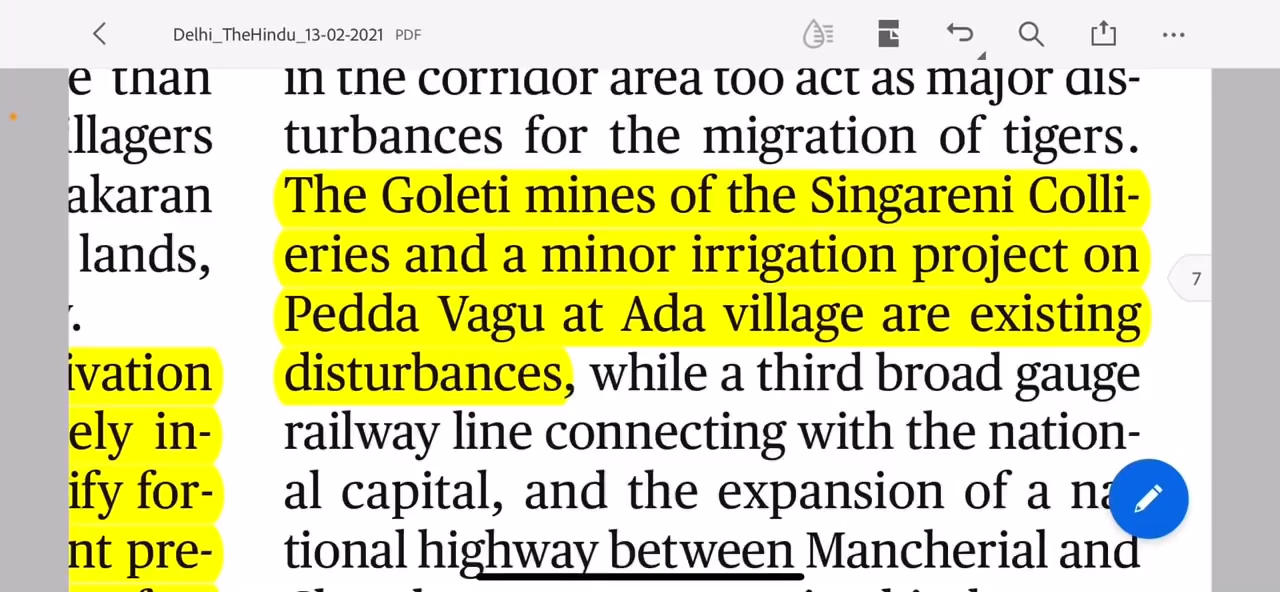 Delhi_TheHindu_13-02-2021 PDF
e than
illagers
akaran
lands,
.
ivation
ely in-
ify for-
nt pre-
in the corridor area too act as major dis-
turbances for the migration of tigers.
The Goleti mines of the Singareni Colli-
eries and a minor irrigation project on
Pedda Vagu at Ada village are existing
disturbances, while a third broad gauge
railway line connecting with the nation-
al capital, and the expansion of a na
tional highway between Mancherial and
7